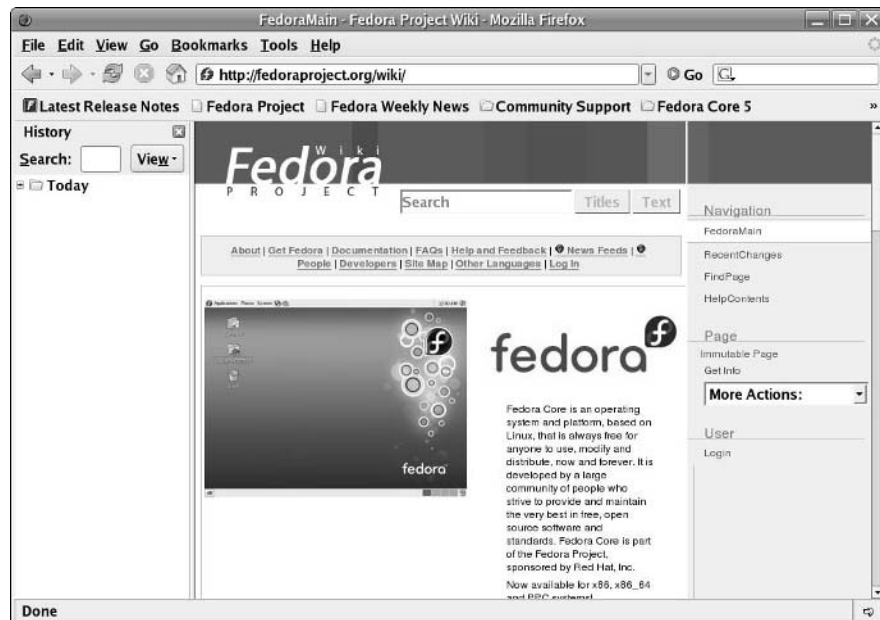 FedoraMain - Fedora Project Wiki - Mozilla Firefox
File Edit View Go Bookmarks Tools Help
http://fedoraproject.org/wiki/ Go G
Latest Release Notes Fedora Project Fedora Weekly News Community Support Fedora Core 5 »
History
Search: View
Today
Fedora Wiki
PROJECT
Search Titles Text
About | Get Fedora | Documentation | FAQs | Help and Feedback | News Feeds |
People | Developers | Site Map | Other Languages | Log In
Applications Places System
fedora
fedora
Fedora Core is an operating
system and platform, based on
Linux, that is always free for
anyone to use, modify and
distribute, now and forever. It is
developed by a large
community of people who
strive to provide and maintain
the very best in free, open
source software and
standards. Fedora Core is part
of the Fedora Project,
sponsored by Red Hat, Inc.
Now available for x86, x86_64
and PPC systems!
Navigation
FedoraMain
RecentChanges
FindPage
HelpContents
Page
Immutable Page
Get Info
More Actions:
User
Login
Done